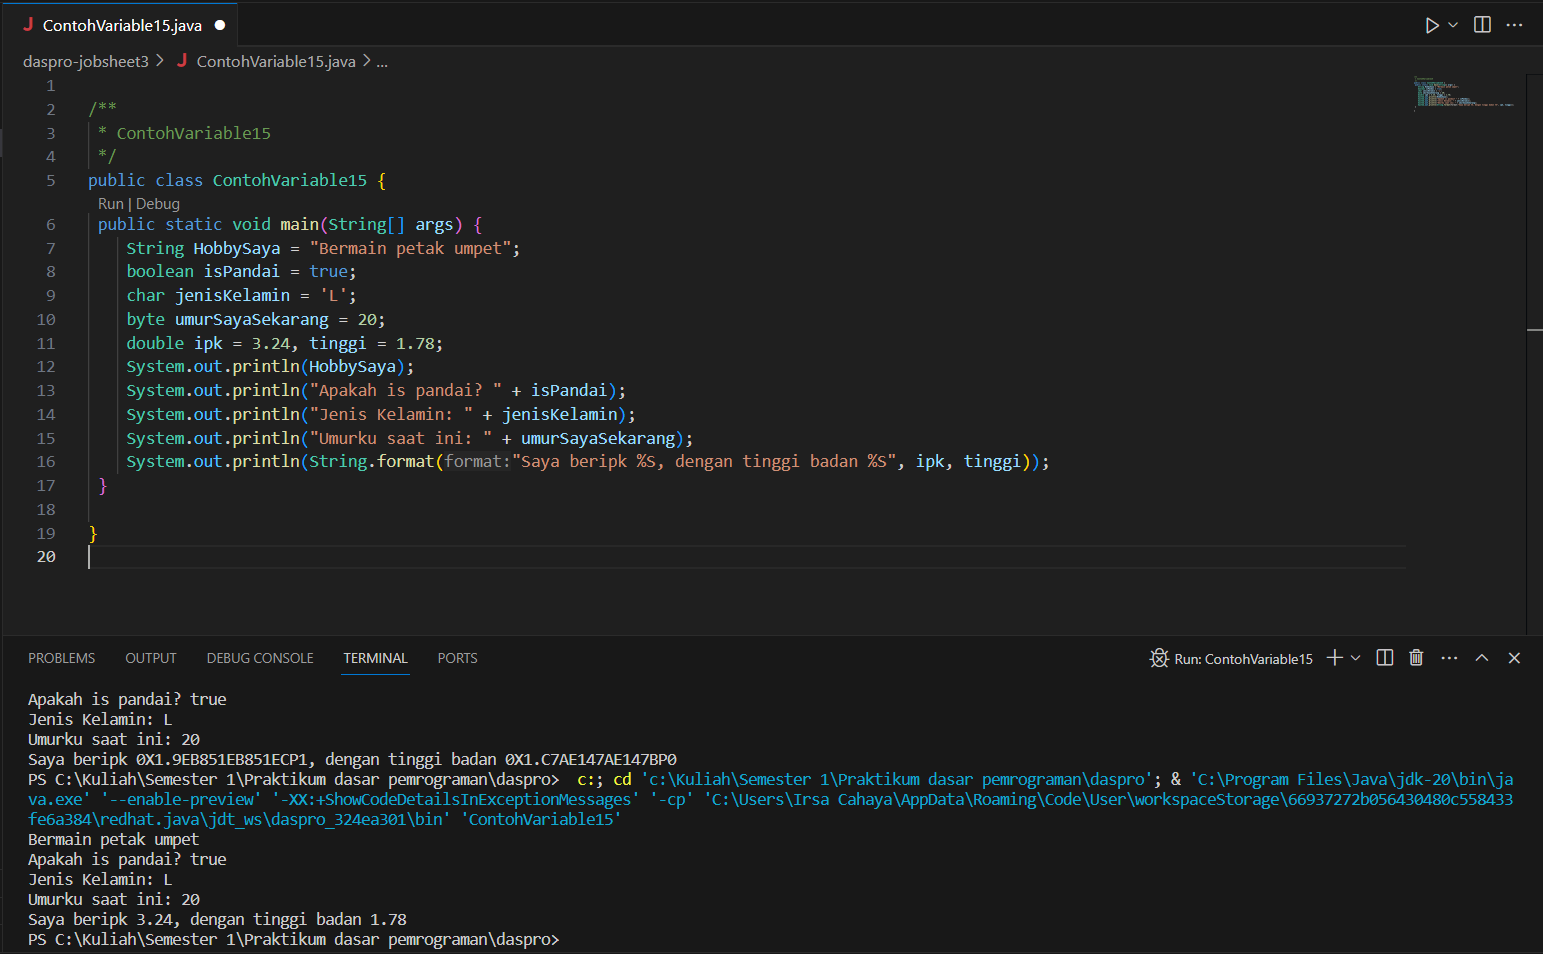 ContohVariable15.java
daspro-jobsheet3 > ContohVariable15.java > ...
1
2 /**
3  * ContohVariable15
4  */
5 public class ContohVariable15 {
Run | Debug
6 public static void main(String[] args) {
7 String HobbySaya = "Bermain petak umpet";
8 boolean isPandai = true;
9 char jenisKelamin = 'L';
10 byte umurSayaSekarang = 20;
11 double ipk = 3.24, tinggi = 1.78;
12 System.out.println(HobbySaya);
13 System.out.println("Apakah is pandai? " + isPandai);
14 System.out.println("Jenis Kelamin: " + jenisKelamin);
15 System.out.println("Umurku saat ini: " + umurSayaSekarang);
16 System.out.println(String.format(format:"Saya beripk %S, dengan tinggi badan %S", ipk, tinggi));
17 }
18
19 }
20
PROBLEMS OUTPUT DEBUG CONSOLE TERMINAL PORTS Run: ContohVariable15
Apakah is pandai? true
Jenis Kelamin: L
Umurku saat ini: 20
Saya beripk 0X1.9EB851EB851ECP1, dengan tinggi badan 0X1.C7AE147AE147BP0
PS C:\Kuliah\Semester 1\Praktikum dasar pemrograman\daspro>  c:; cd 'c:\Kuliah\Semester 1\Praktikum dasar pemrograman\daspro'; & 'C:\Program Files\Java\jdk-20\bin\ja
va.exe' '--enable-preview' '-XX:+ShowCodeDetailsInExceptionMessages' '-cp' 'C:\Users\Irsa Cahaya\AppData\Roaming\Code\User\workspaceStorage\66937272b056430480c558433
fe6a384\redhat.java\jdt_ws\daspro_324ea301\bin' 'ContohVariable15'
Bermain petak umpet
Apakah is pandai? true
Jenis Kelamin: L
Umurku saat ini: 20
Saya beripk 3.24, dengan tinggi badan 1.78
PS C:\Kuliah\Semester 1\Praktikum dasar pemrograman\daspro>